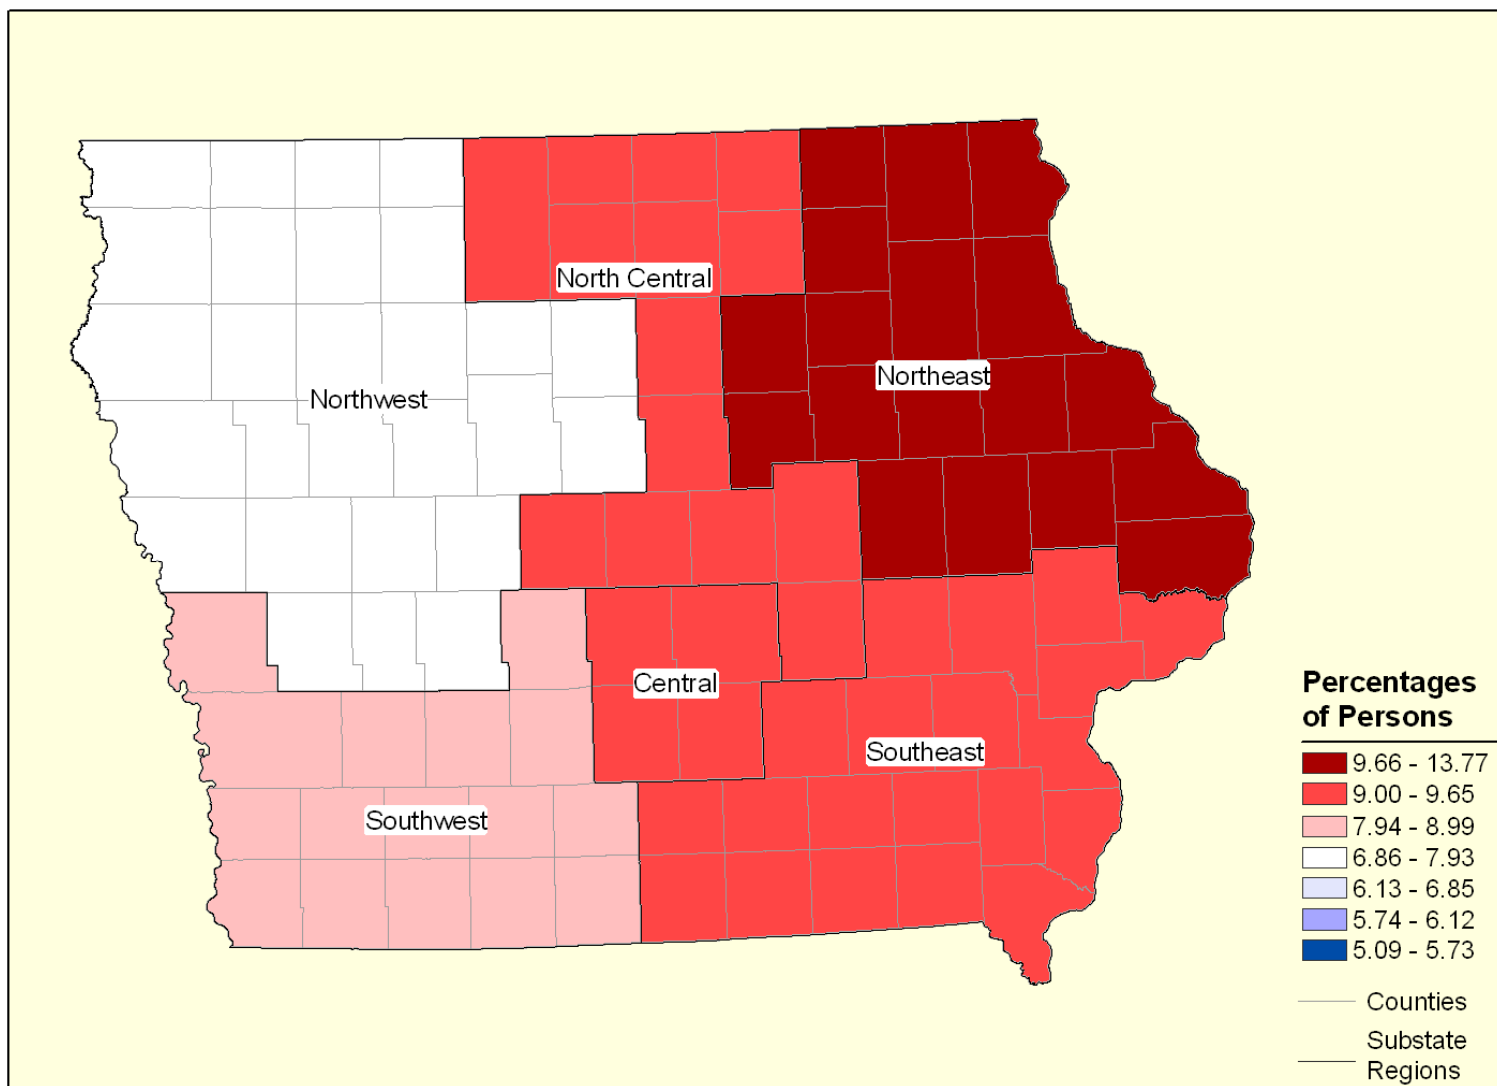 North Central
Northeast
Northwest
Central
Southeast
Southwest
Percentages
of Persons
9.66 - 13.77
9.00 - 9.65
7.94 - 8.99
6.86 - 7.93
6.13 - 6.85
5.74 - 6.12
5.09 - 5.73
Counties
Substate
Regions